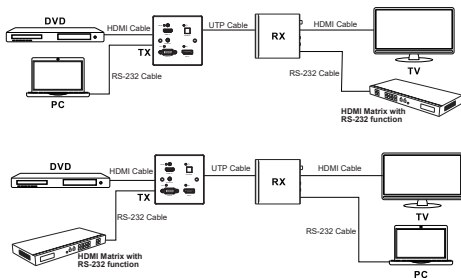 DVD
HDMI Cable
UTP Cable
HDMI Cable
RX
TX
RS-232 Cable
RS-232 Cable
PC
TV
HDMI Matrix with
RS-232 function
DVD
HDMI Cable
UTP Cable
HDMI Cable
RX
TX
RS-232 Cable
RS-232 Cable
TV
HDMI Matrix with
RS-232 function
PC